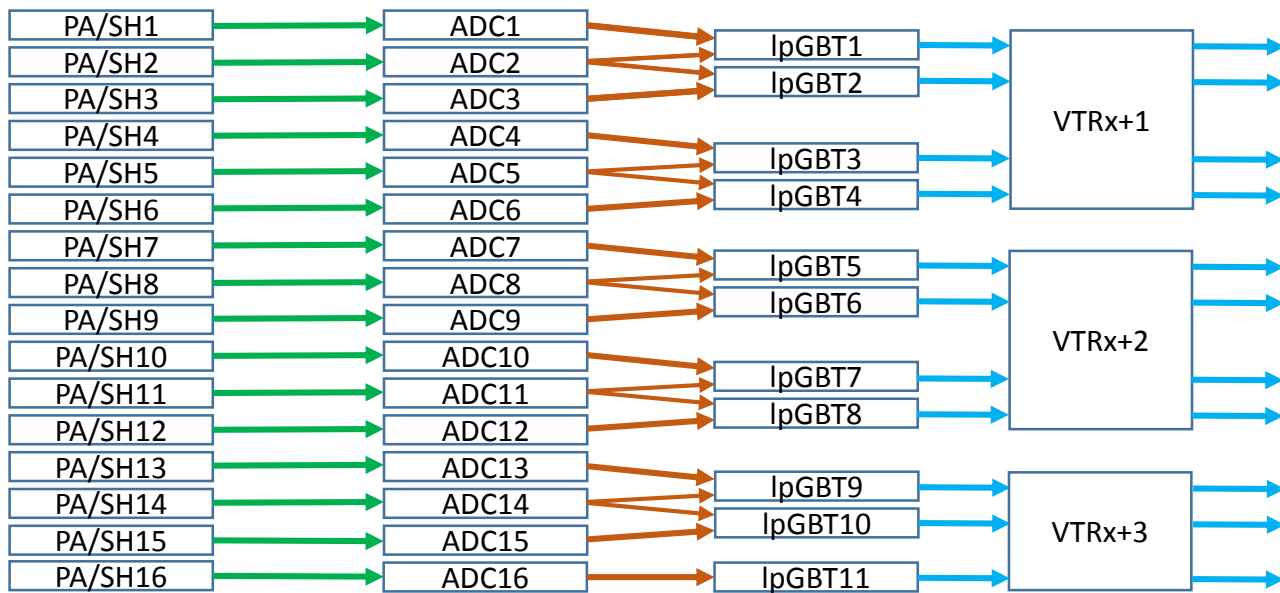 PA/SH1
PA/SH2
PA/SH3
PA/SH4
PA/SH5
PA/SH6
PA/SH7
PA/SH8
PA/SH9
PA/SH10
PA/SH11
PA/SH12
PA/SH13
PA/SH14
PA/SH15
PA/SH16
ADC1
ADC2
ADC3
ADC4
ADC5
ADC6
ADC7
ADC8
ADC9
ADC10
ADC11
ADC12
ADC13
ADC14
ADC15
ADC16
lpGBT1
lpGBT2
lpGBT3
lpGBT4
lpGBT5
lpGBT6
lpGBT7
lpGBT8
lpGBT9
lpGBT10
lpGBT11
VTRx+1
VTRx+2
VTRx+3